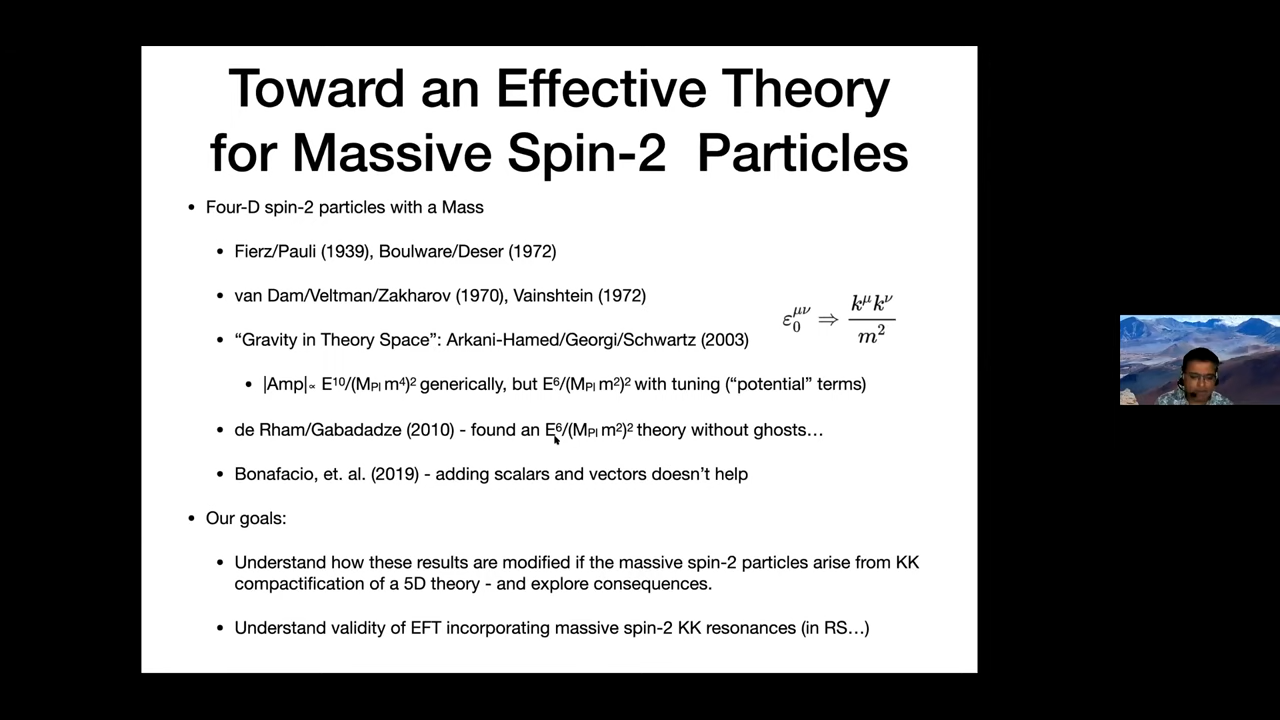 Toward an Effective Theory
for Massive Spin-2 Particles
• Four-D spin-2 particles with a Mass
• Fierz/Pauli (1939), Boulware/Deser (1972)
• van Dam/Veltman/Zakharov (1970), Vainshtein (1972)
• “Gravity in Theory Space”: Arkani-Hamed/Georgi/Schwartz (2003)
ε₀^{μν} ⇒ k^μ k^ν / m²
• |Amp|∝ E¹⁰/(M_Pl m⁴)² generically, but E⁶/(M_Pl m²)² with tuning (“potential” terms)
• de Rham/Gabadadze (2010) - found an E⁶/(M_Pl m²)² theory without ghosts…
• Bonafacio, et. al. (2019) - adding scalars and vectors doesn’t help
• Our goals:
• Understand how these results are modified if the massive spin-2 particles arise from KK
compactification of a 5D theory - and explore consequences.
• Understand validity of EFT incorporating massive spin-2 KK resonances (in RS…)